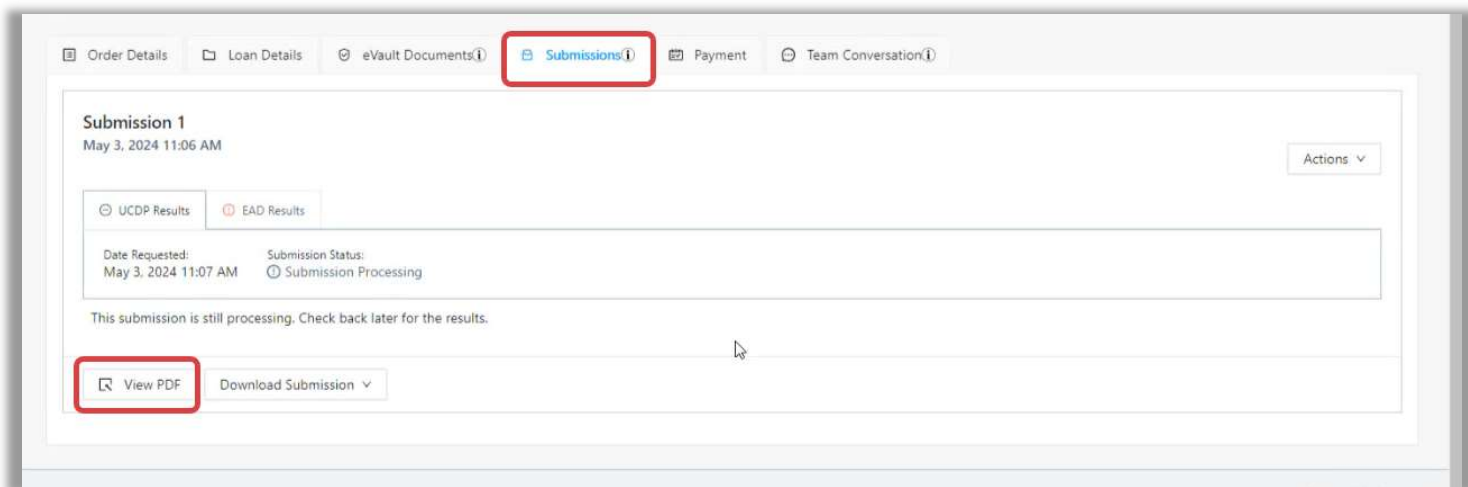 Order Details Loan Details eVault Documents Submissions Payment Team Conversation
Submission 1
May 3, 2024 11:06 AM
Actions
UCDP Results EAD Results
Date Requested: Submission Status:
May 3, 2024 11:07 AM Submission Processing
This submission is still processing. Check back later for the results.
View PDF Download Submission